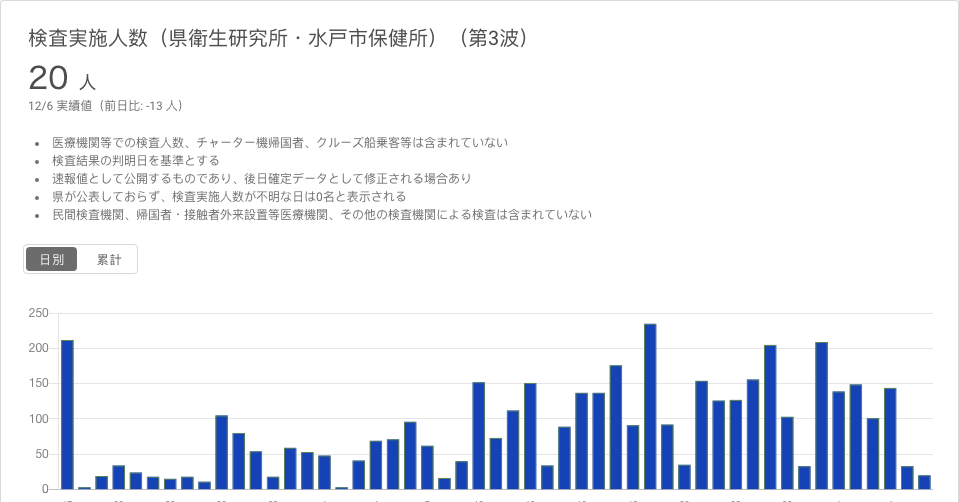 検査実施人数（県衛生研究所・水戸市保健所）（第3波）
20 人
12/6 実績値（前日比: -13 人）
• 医療機関等での検査人数、チャーター機帰国者、クルーズ船乗客等は含まれていない
• 検査結果の判明日を基準とする
• 速報値として公開するものであり、後日確定データとして修正される場合あり
• 県が公表しておらず、検査実施人数が不明な日は0名と表示される
• 民間検査機関、帰国者・接触者外来設置等医療機関、その他の検査機関による検査は含まれていない
日別 累計
250
200
150
100
50
0